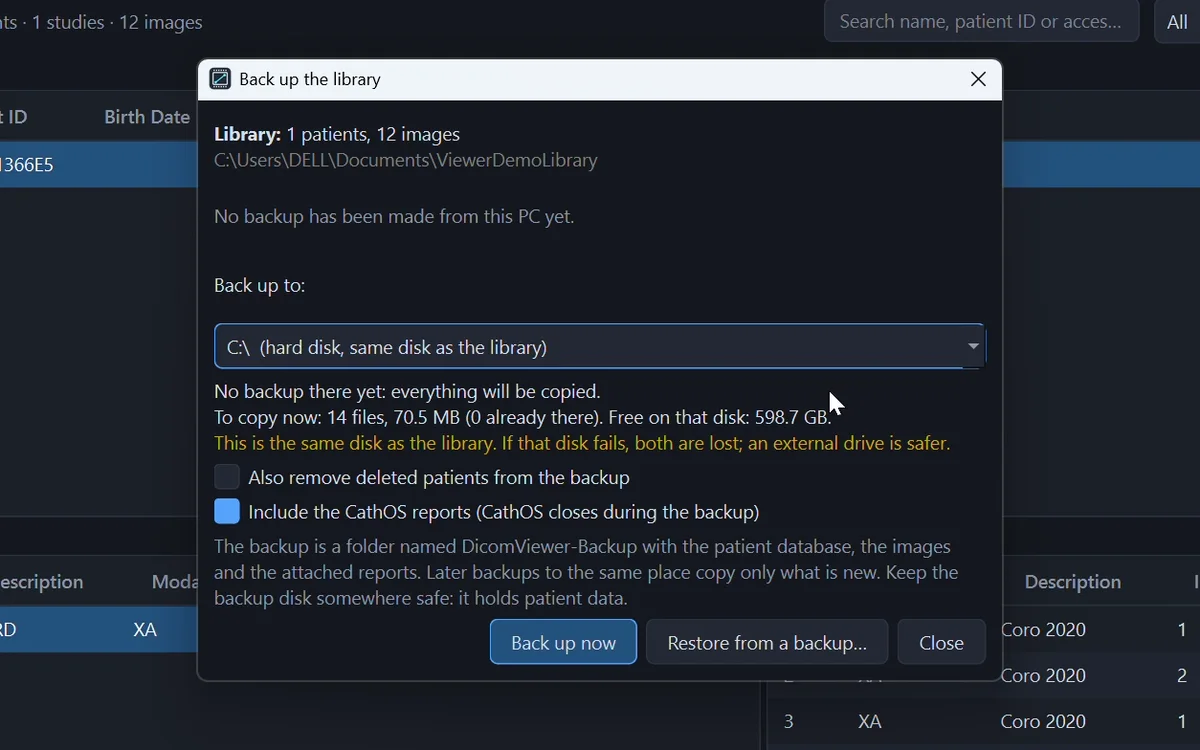 ts · 1 studies · 12 images
Search name, patient ID or acces...
All
Back up the library
t ID
Birth Date
1366E5
Library: 1 patients, 12 images
C:\Users\DELL\Documents\ViewerDemoLibrary
No backup has been made from this PC yet.
Back up to:
C:\ (hard disk, same disk as the library)
No backup there yet: everything will be copied.
To copy now: 14 files, 70.5 MB (0 already there). Free on that disk: 598.7 GB.
This is the same disk as the library. If that disk fails, both are lost; an external drive is safer.
Also remove deleted patients from the backup
Include the CathOS reports (CathOS closes during the backup)
The backup is a folder named DicomViewer-Backup with the patient database, the images
and the attached reports. Later backups to the same place copy only what is new. Keep the
backup disk somewhere safe: it holds patient data.
Back up now
Restore from a backup...
Close
escription
Moda
Description
RD
XA
Coro 2020
1
Coro 2020
2
3
XA
Coro 2020
1